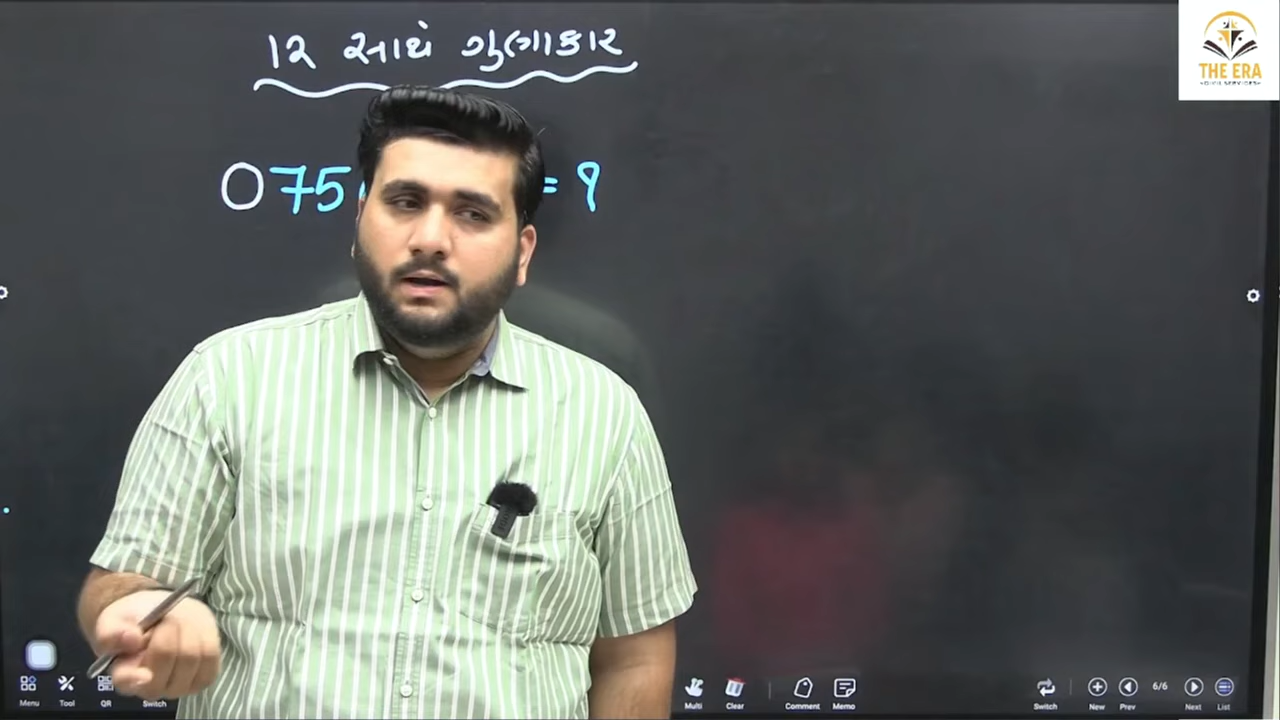 ૧૨ સાથે ગુણાકાર
075 = ?
THE ERA
Menu Tool QR Switch Multi Clear Comment Memo Switch New Prev 6/6 Next List